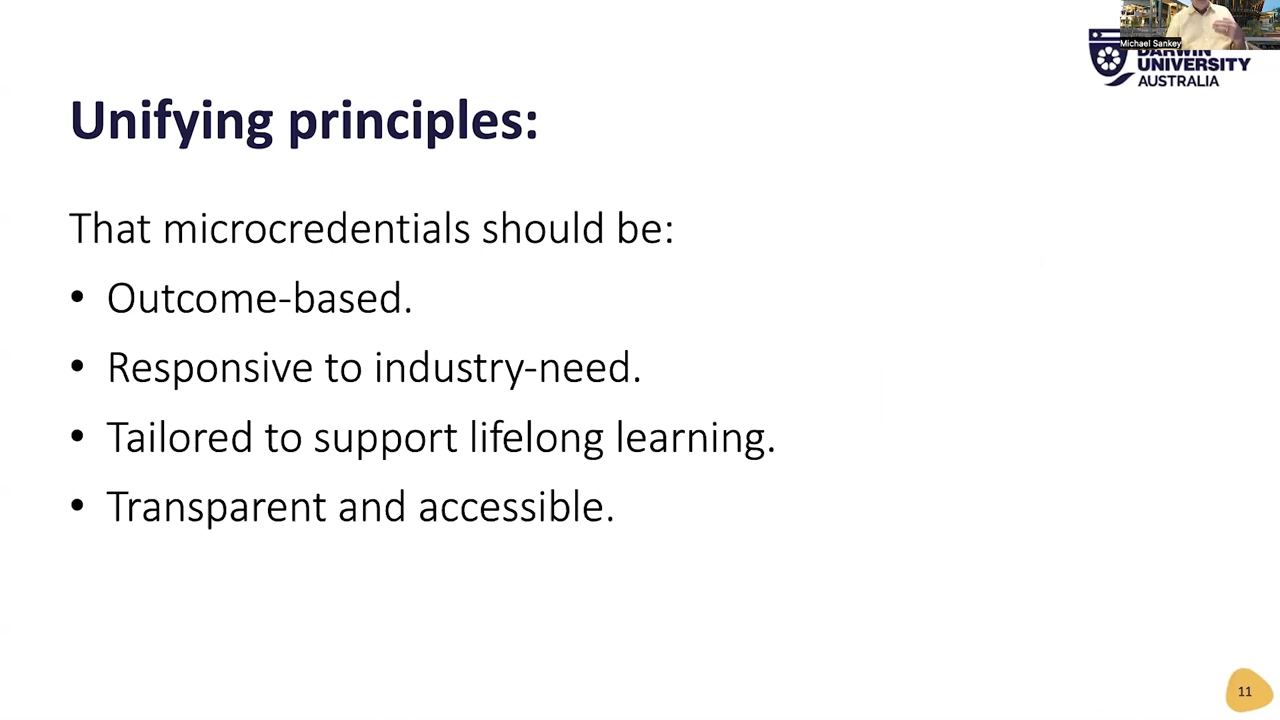 Michael Sankey
DARWIN
UNIVERSITY
AUSTRALIA
Unifying principles:
That microcredentials should be:
• Outcome-based.
• Responsive to industry-need.
• Tailored to support lifelong learning.
• Transparent and accessible.
11